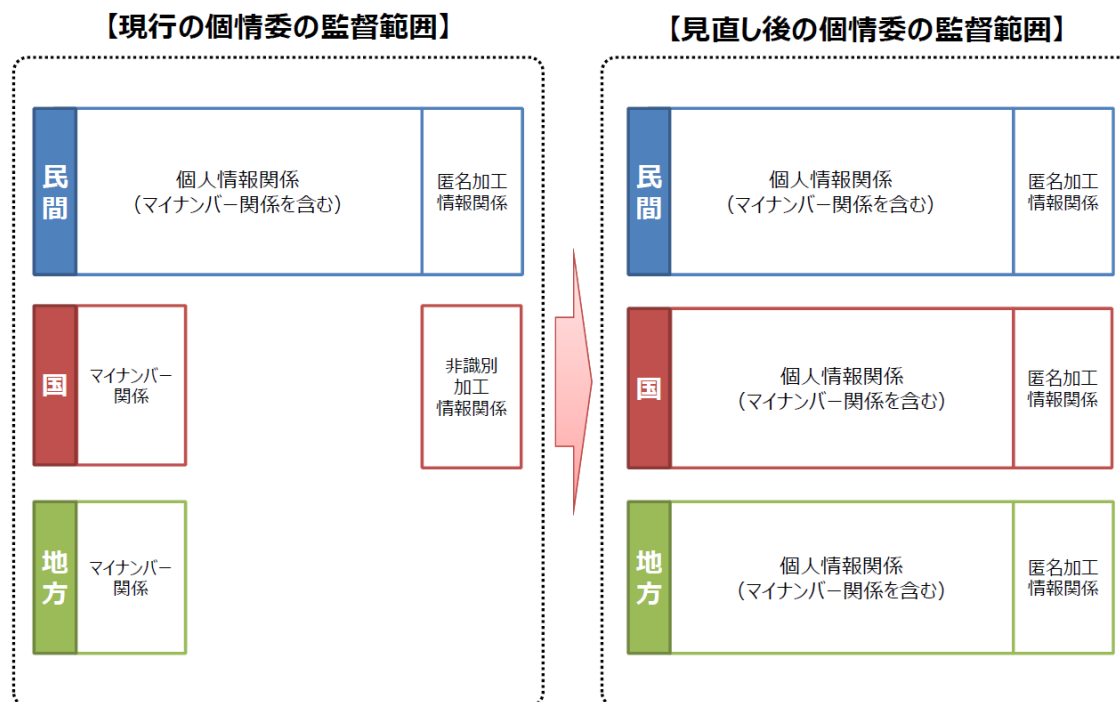 【現行の個情委の監督範囲】
民間
個人情報関係
（マイナンバー関係を含む）
匿名加工
情報関係
国
マイナンバー
関係
非識別
加工
情報関係
地方
マイナンバー
関係
【見直し後の個情委の監督範囲】
民間
個人情報関係
（マイナンバー関係を含む）
匿名加工
情報関係
国
個人情報関係
（マイナンバー関係を含む）
匿名加工
情報関係
地方
個人情報関係
（マイナンバー関係を含む）
匿名加工
情報関係